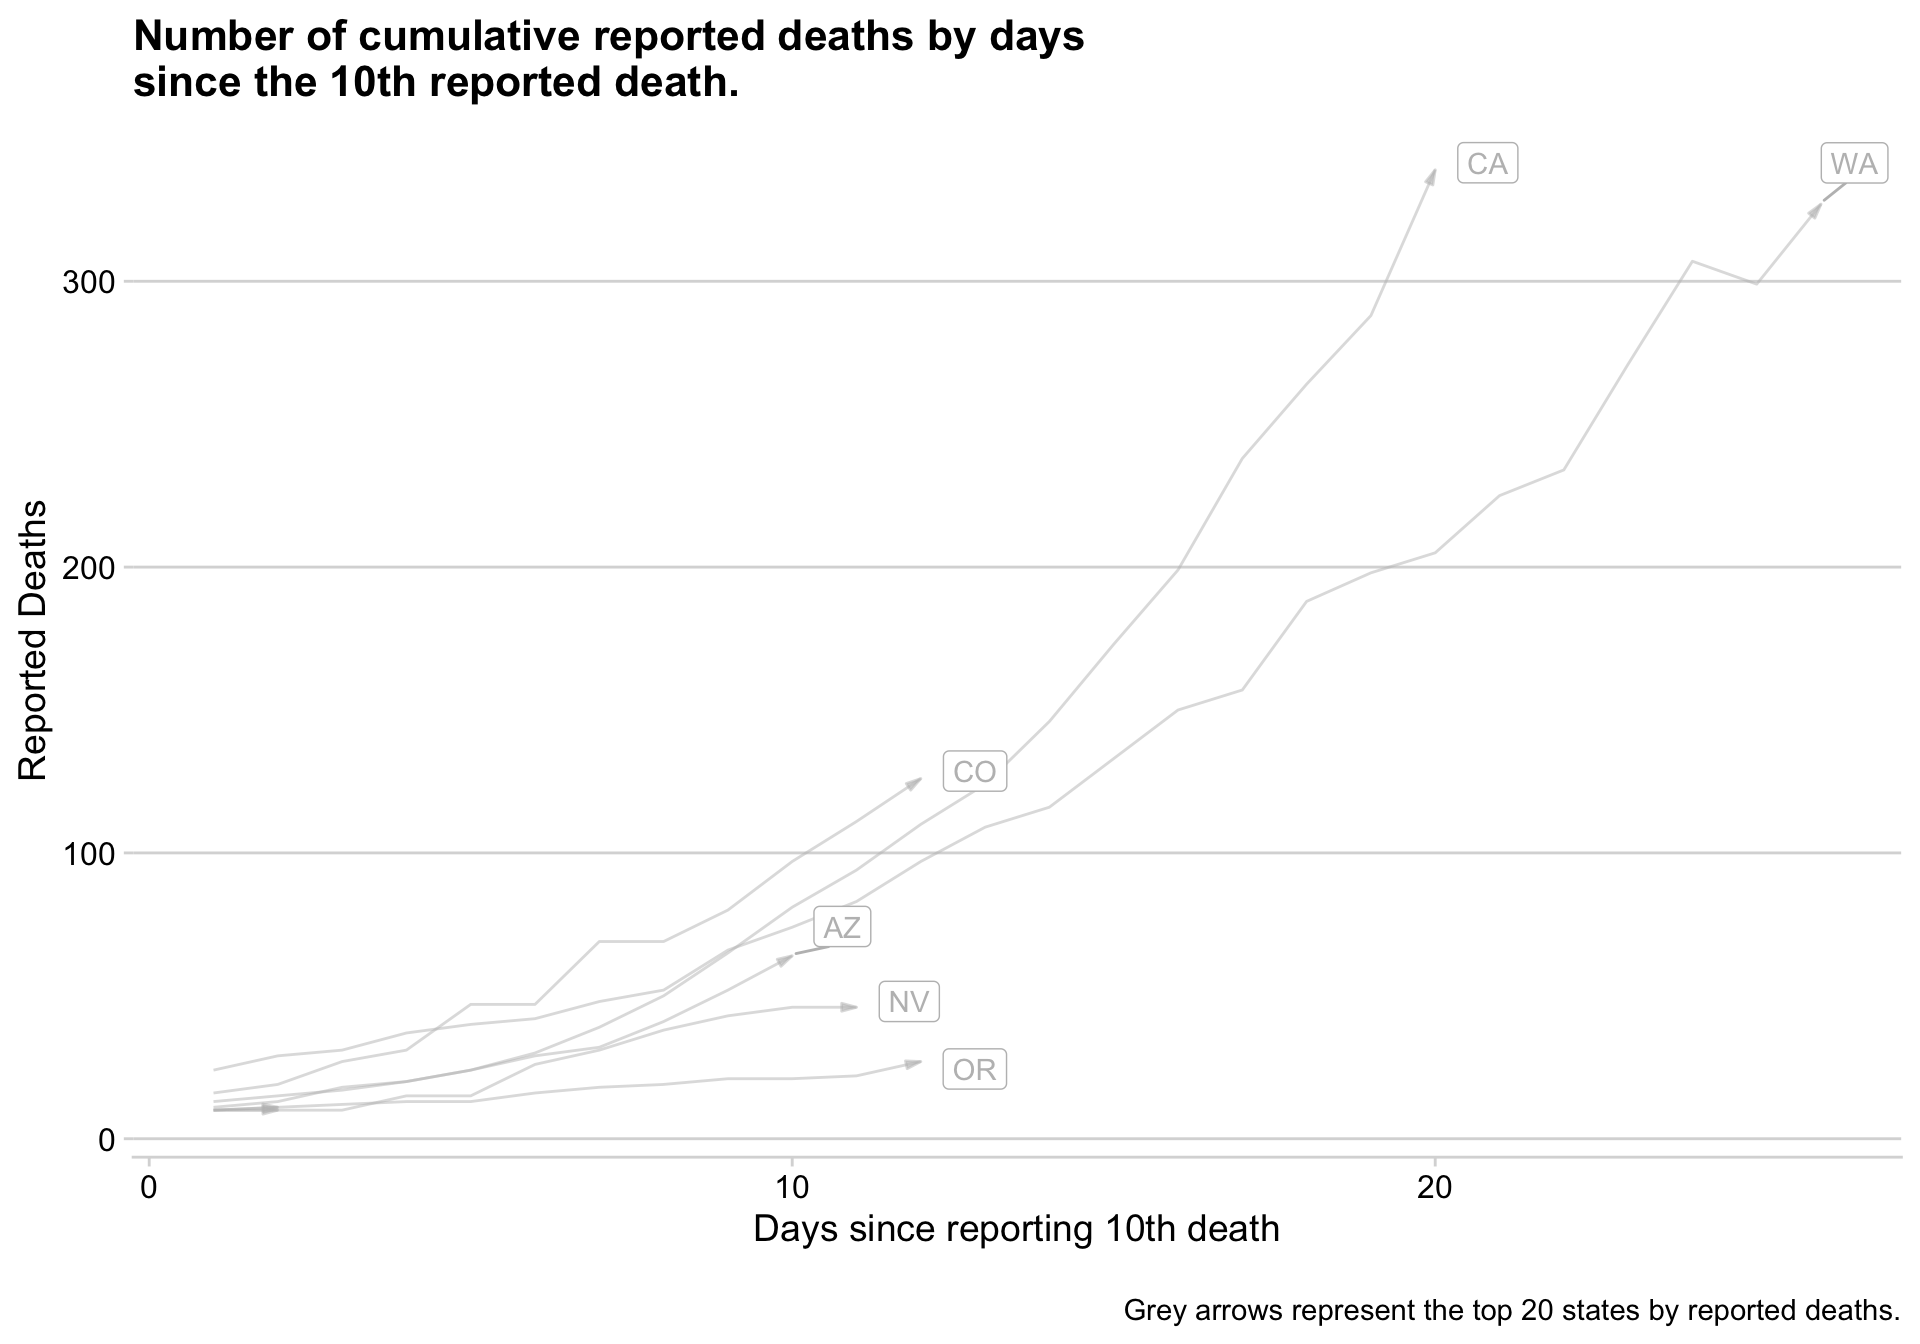 Number of cumulative reported deaths by days
since the 10th reported death.
CA
WA
300
Reported Deaths
200
CO
100
AZ
NV
OR
0
0 10 20
Days since reporting 10th death
Grey arrows represent the top 20 states by reported deaths.